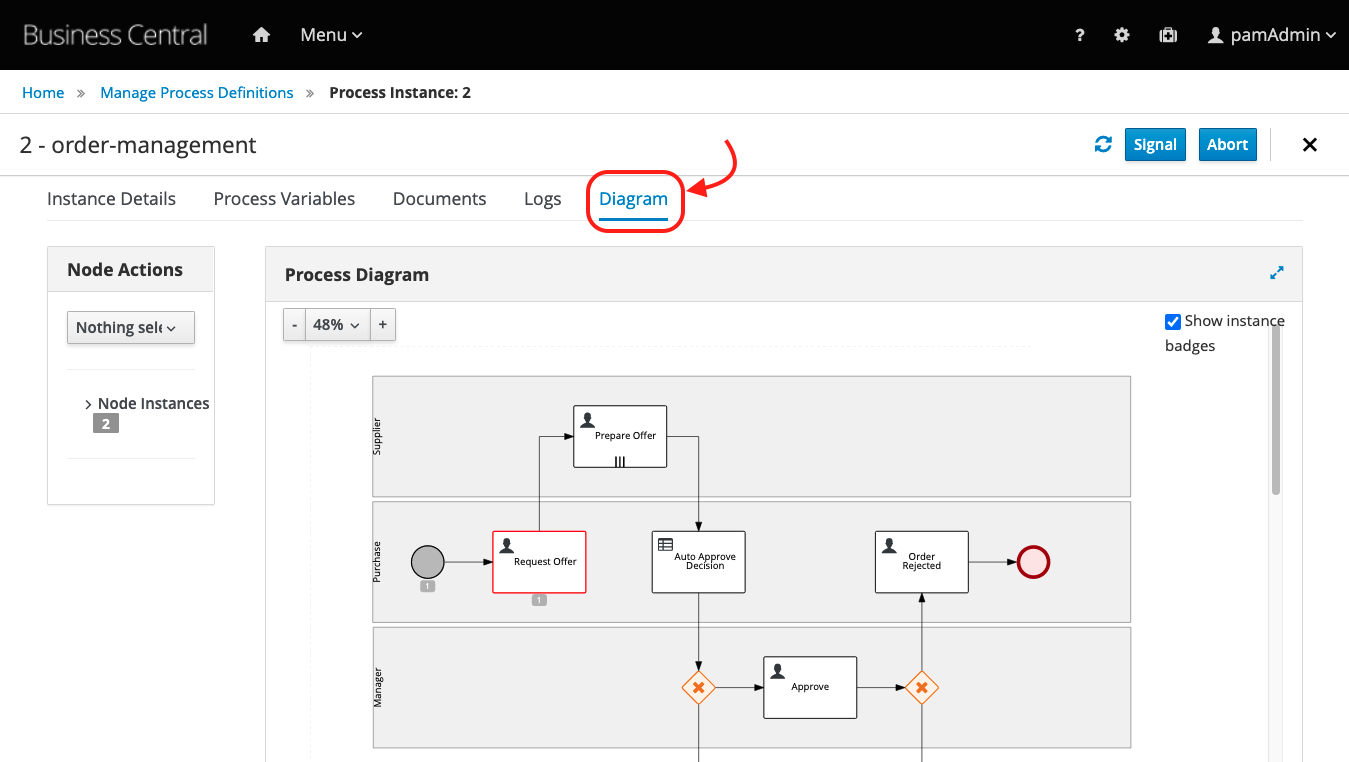 Business Central
Menu
?
pamAdmin
Home » Manage Process Definitions » Process Instance: 2
2 - order-management
Signal
Abort
Instance Details
Process Variables
Documents
Logs
Diagram
Node Actions
Nothing sele
Node Instances
2
Process Diagram
- 48% +
Show instance
badges
Supplier
Prepare Offer
Purchase
1
Request Offer
1
Auto Approve
Decision
Order
Rejected
Manager
Approve